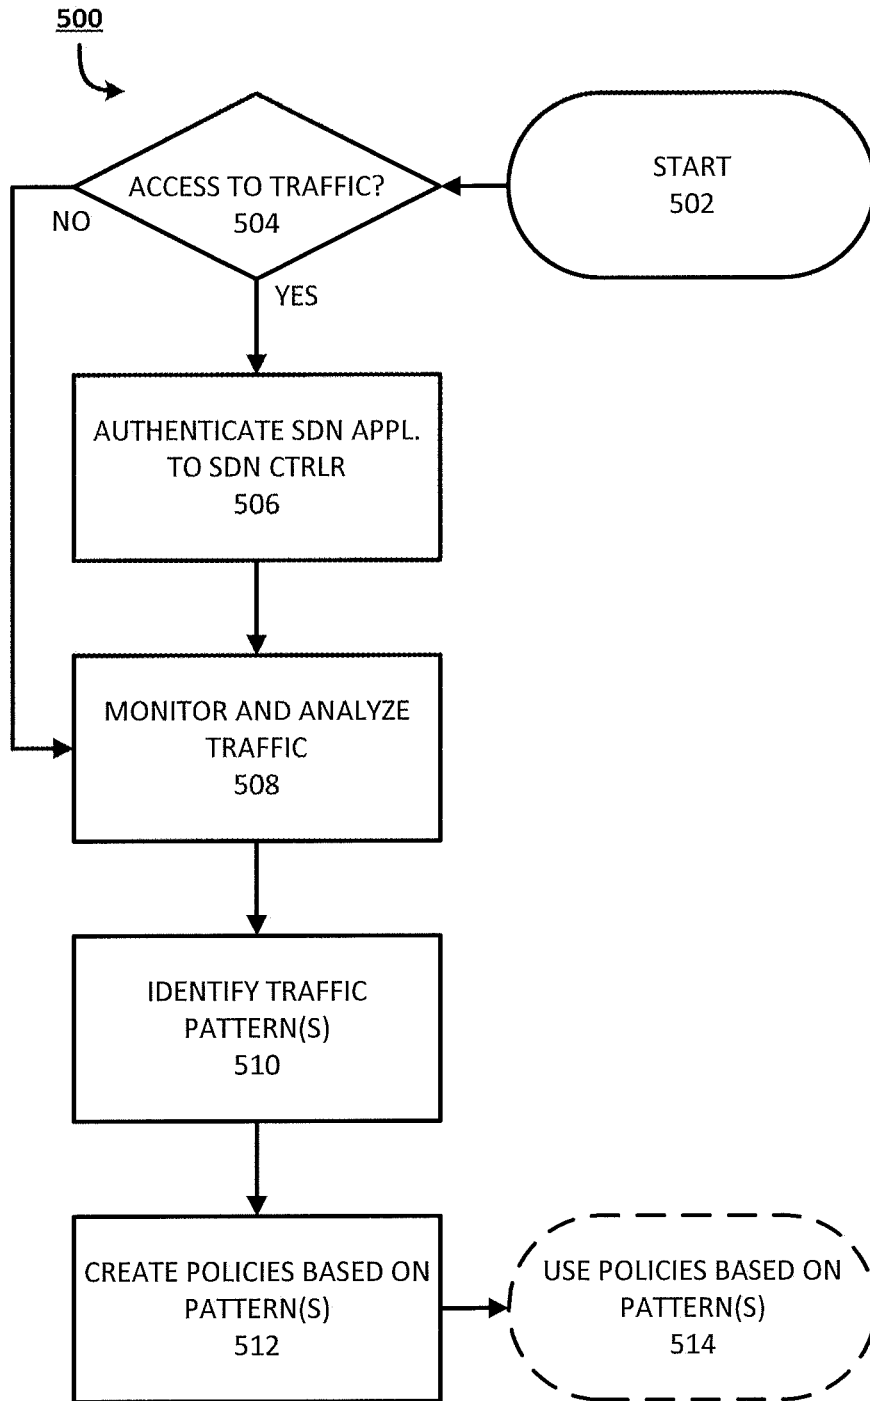 500
START
502
ACCESS TO TRAFFIC?
504
NO
YES
AUTHENTICATE SDN APPL.
TO SDN CTRLR
506
MONITOR AND ANALYZE
TRAFFIC
508
IDENTIFY TRAFFIC
PATTERN(S)
510
CREATE POLICIES BASED ON
PATTERN(S)
512
USE POLICIES BASED ON
PATTERN(S)
514